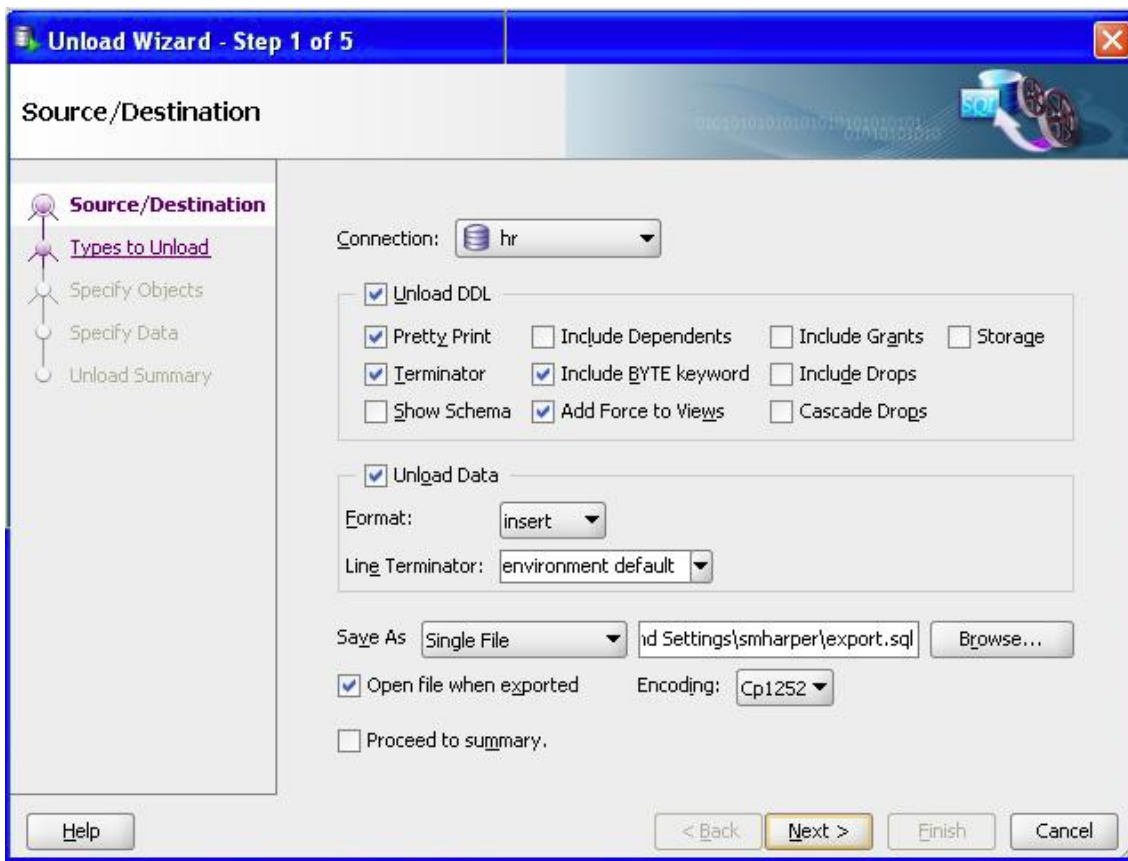 Unload Wizard - Step 1 of 5
Source/Destination
SQL
Source/Destination
Types to Unload
Specify Objects
Specify Data
Unload Summary
Connection: hr
Unload DDL
Pretty Print Include Dependents Include Grants Storage
Terminator Include BYTE keyword Include Drops
Show Schema Add Force to Views Cascade Drops
Unload Data
Format: insert
Line Terminator: environment default
Save As Single File Settings\smharper\export.sql Browse...
Open file when exported Encoding: Cp1252
Proceed to summary.
Help < Back Next > Finish Cancel